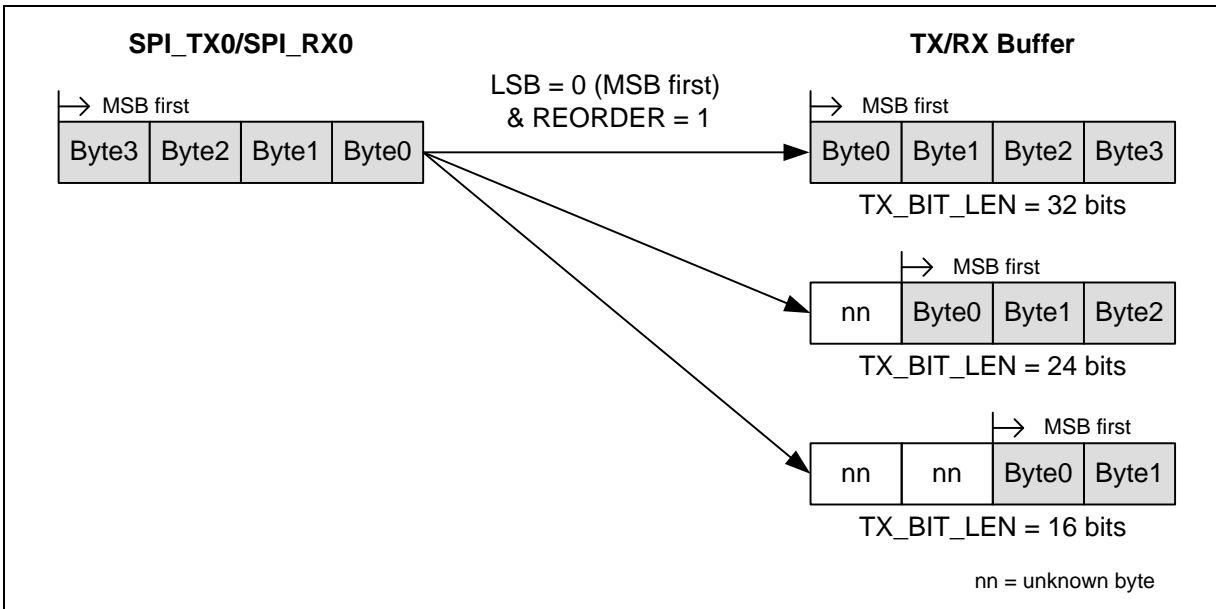 SPI_TX0/SPI_RX0
TX/RX Buffer
LSB = 0 (MSB first)
& REORDER = 1
MSB first
Byte3 Byte2 Byte1 Byte0
MSB first
Byte0 Byte1 Byte2 Byte3
TX_BIT_LEN = 32 bits
MSB first
nn Byte0 Byte1 Byte2
TX_BIT_LEN = 24 bits
MSB first
nn nn Byte0 Byte1
TX_BIT_LEN = 16 bits
nn = unknown byte